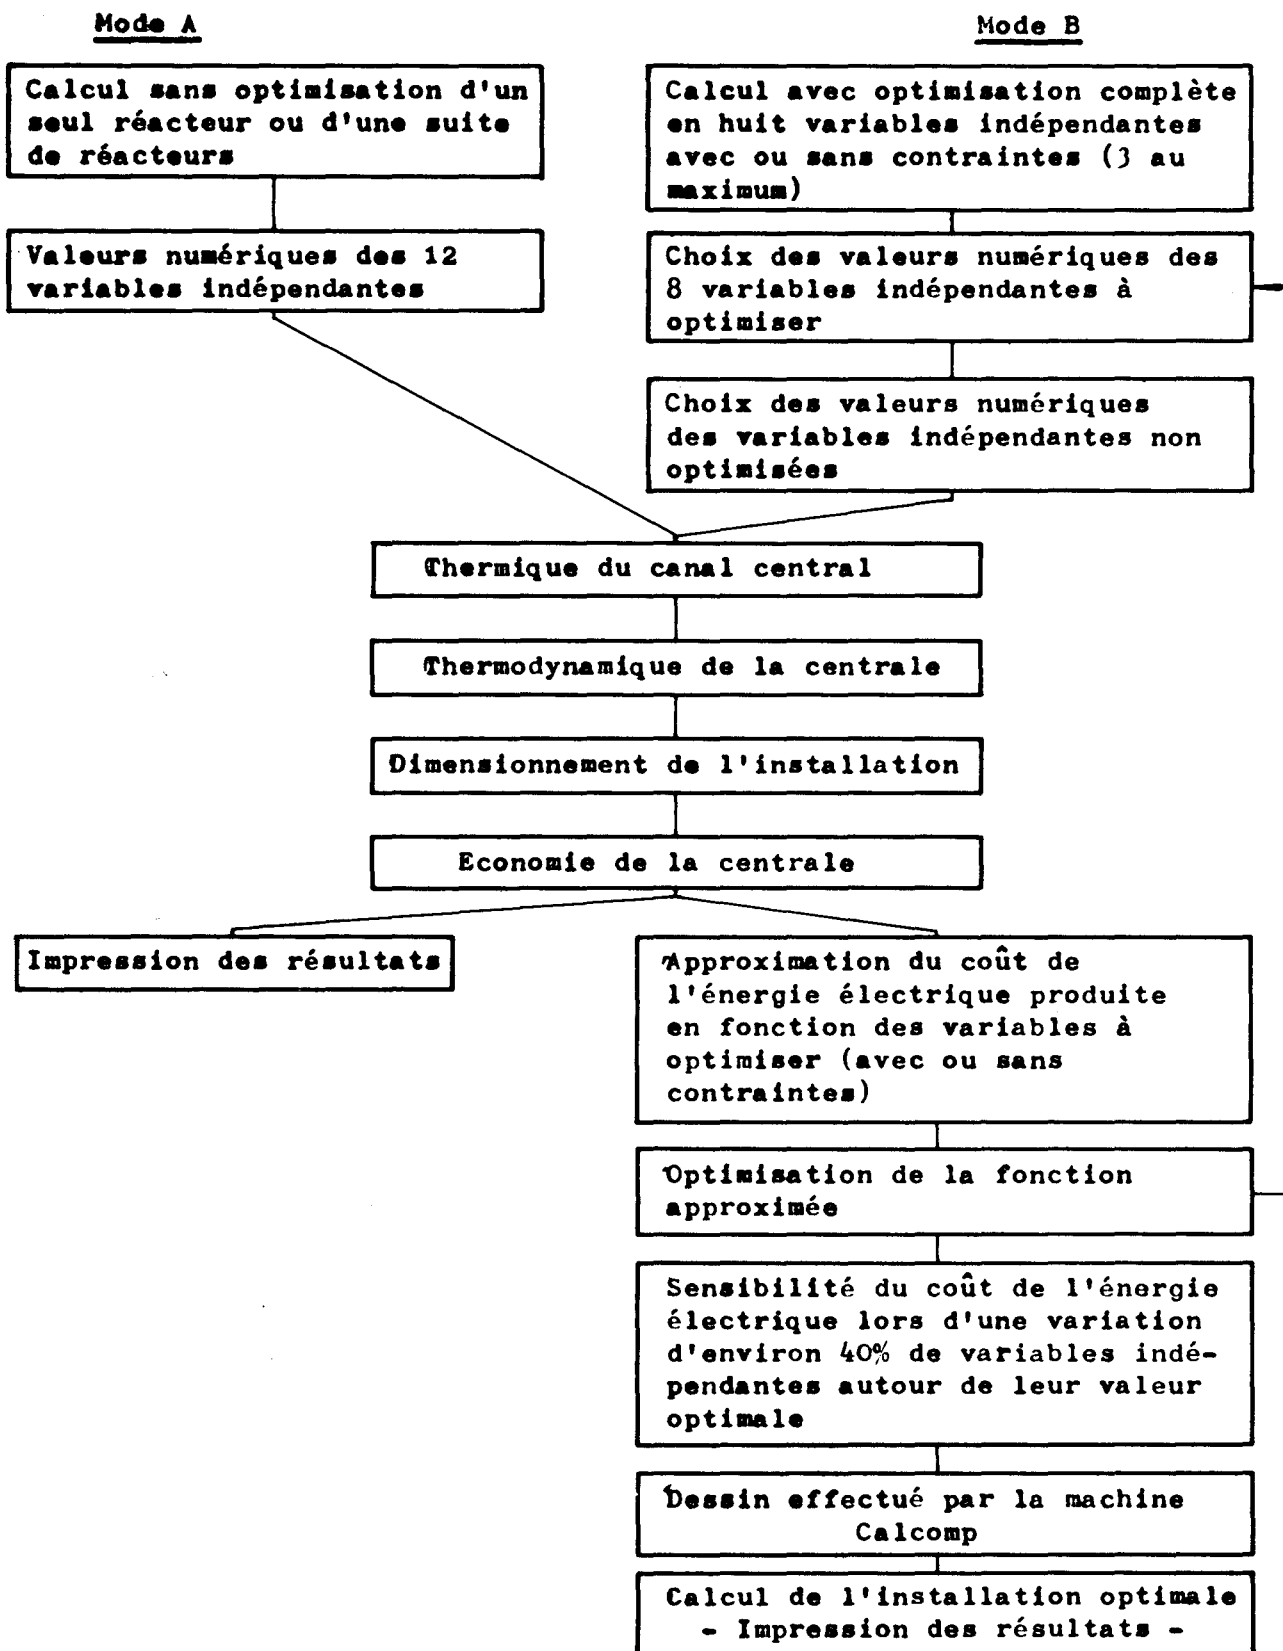 Mode A
Calcul sans optimisation d'un
seul réacteur ou d'une suite
de réacteurs
Valeurs numériques des 12
variables indépendantes
Mode B
Calcul avec optimisation complète
en huit variables indépendantes
avec ou sans contraintes (3 au
maximum)
Choix des valeurs numériques des
8 variables indépendantes à
optimiser
Choix des valeurs numériques
des variables indépendantes non
optimisées
Thermique du canal central
Thermodynamique de la centrale
Dimensionnement de l'installation
Economie de la centrale
Impression des résultats
Approximation du coût de
l'énergie électrique produite
en fonction des variables à
optimiser (avec ou sans
contraintes)
Optimisation de la fonction
approximée
Sensibilité du coût de l'énergie
électrique lors d'une variation
d'environ 40% de variables indé-
pendantes autour de leur valeur
optimale
Dessin effectué par la machine
Calcomp
Calcul de l'installation optimale
- Impression des résultats -